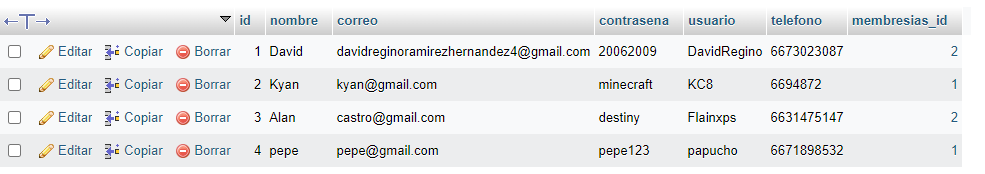 id nombre correo contrasena usuario telefono membresias_id
Editar Copiar Borrar 1 David davidreginoramirezhernandez4@gmail.com 20062009 DavidRegino 6673023087 2
Editar Copiar Borrar 2 Kyan kyan@gmail.com minecraft KC8 6694872 1
Editar Copiar Borrar 3 Alan castro@gmail.com destiny Flainxps 6631475147 2
Editar Copiar Borrar 4 pepe pepe@gmail.com pepe123 papucho 6671898532 1